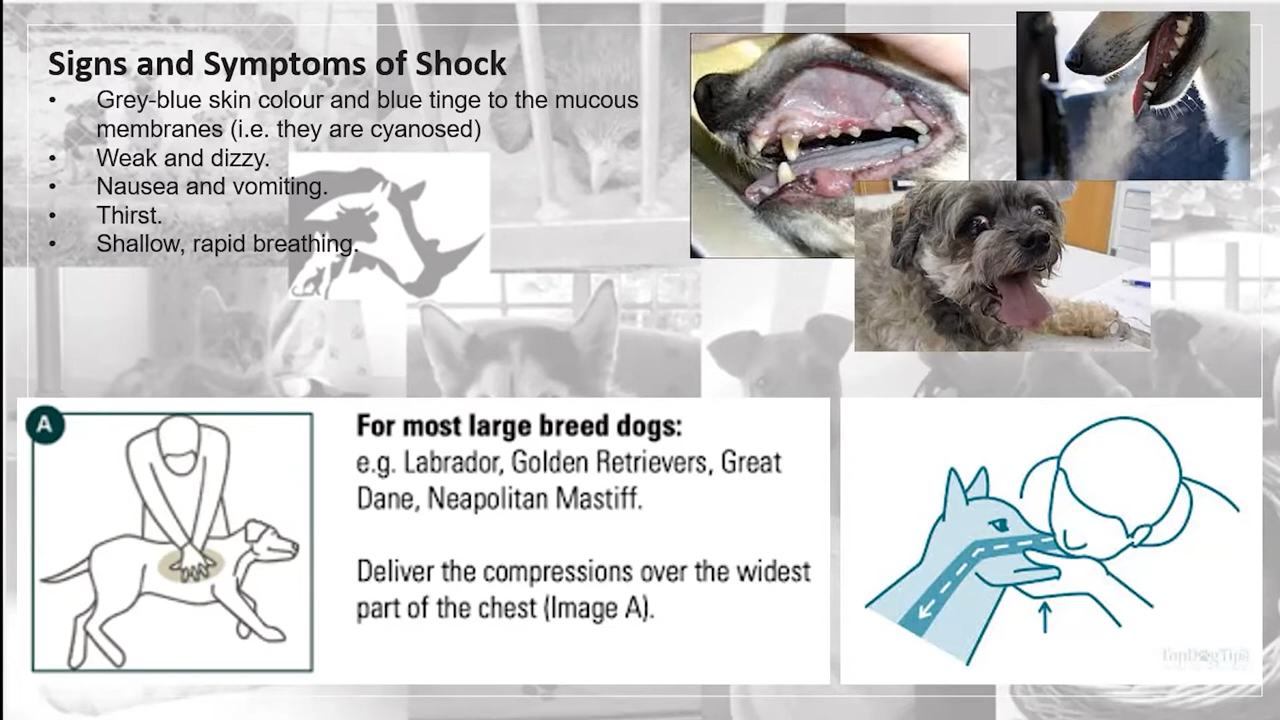 Signs and Symptoms of Shock
• Grey-blue skin colour and blue tinge to the mucous
membranes (i.e. they are cyanosed)
• Weak and dizzy.
• Nausea and vomiting.
• Thirst.
• Shallow, rapid breathing.
A
For most large breed dogs:
e.g. Labrador, Golden Retrievers, Great
Dane, Neapolitan Mastiff.
Deliver the compressions over the widest
part of the chest (Image A).
TopDogTips